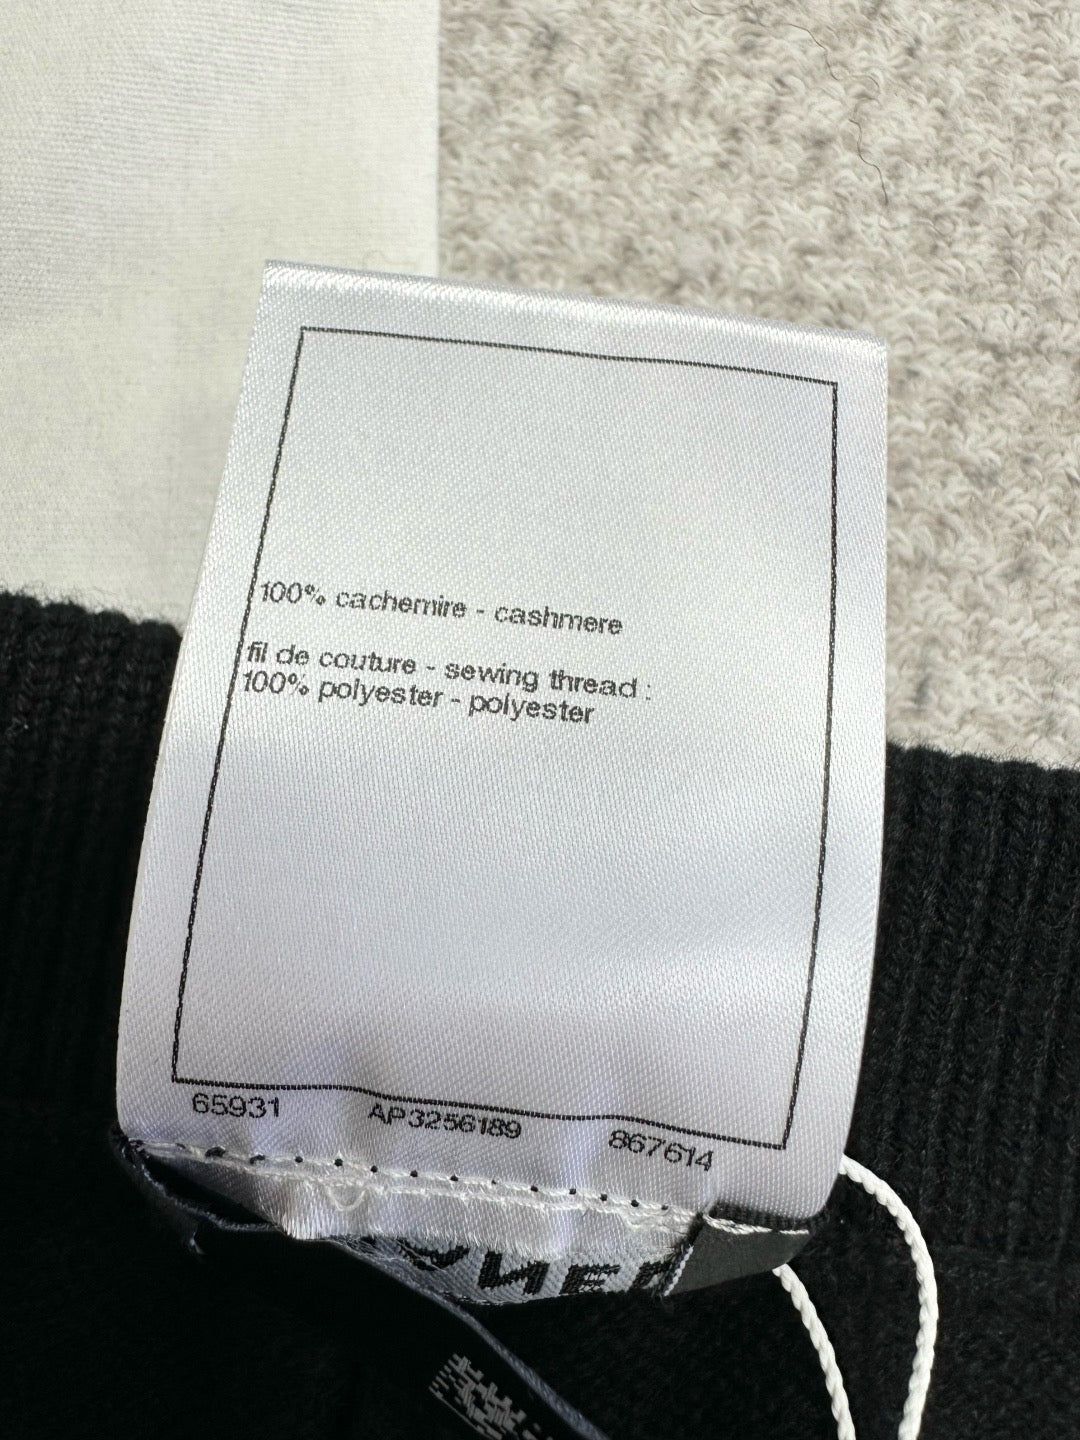 100% cachemire - cashmere
fil de couture - sewing thread :
100% polyester - polyester
65931 AP3256189 867614